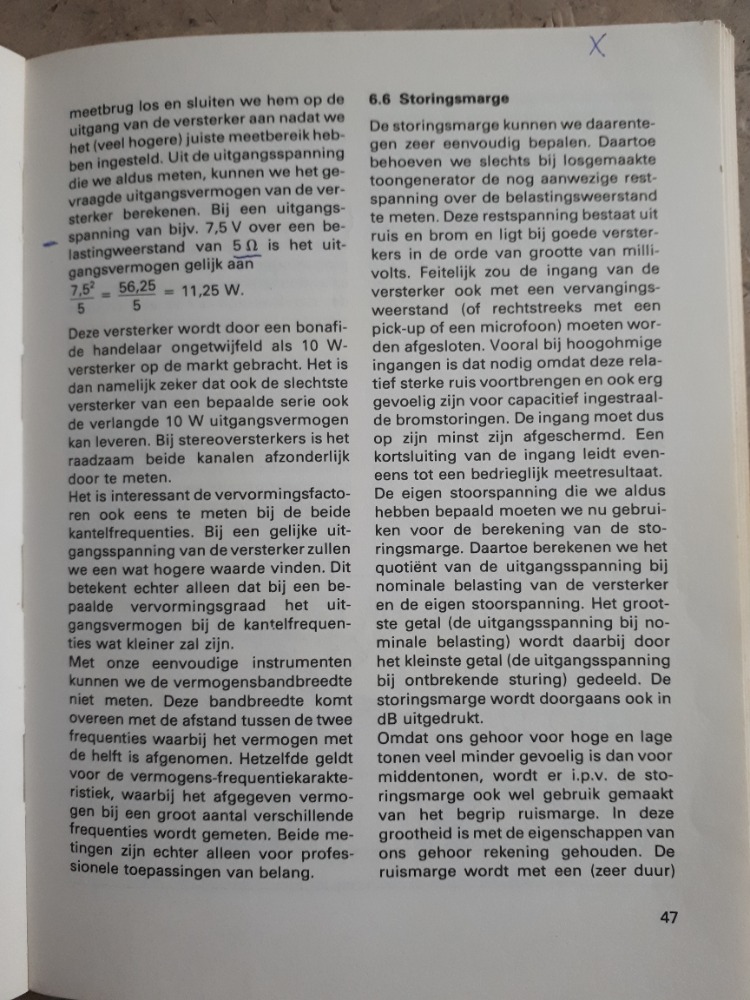 X
meetbrug los en sluiten we hem op de
uitgang van de versterker aan nadat we
het (veel hogere) juiste meetbereik heb-
ben ingesteld. Uit de uitgangsspanning
die we aldus meten, kunnen we het ge-
vraagde uitgangsvermogen van de ver-
sterker berekenen. Bij een uitgangs-
spanning van bijv. 7,5 V over een be-
lastingweerstand van 5 Ω is het uit-
gangsvermogen gelijk aan
7,5²/5 = 56,25/5 = 11,25 W.
Deze versterker wordt door een bonafi-
de handelaar ongetwijfeld als 10 W-
versterker op de markt gebracht. Het is
dan namelijk zeker dat ook de slechtste
versterker van een bepaalde serie ook
de verlangde 10 W uitgangsvermogen
kan leveren. Bij stereoversterkers is het
raadzaam beide kanalen afzonderlijk
door te meten.
Het is interessant de vervormingsfacto-
ren ook eens te meten bij de beide
kantelfrequenties. Bij een gelijke uit-
gangsspanning van de versterker zullen
we een wat hogere waarde vinden. Dit
betekent echter alleen dat bij een be-
paalde vervormingsgraad het uit-
gangsvermogen bij de kantelfrequen-
ties wat kleiner zal zijn.
Met onze eenvoudige instrumenten
kunnen we de vermogensbandbreedte
niet meten. Deze bandbreedte komt
overeen met de afstand tussen de twee
frequenties waarbij het vermogen met
de helft is afgenomen. Hetzelfde geldt
voor de vermogens-frequentiekarakte-
ristiek, waarbij het afgegeven vermo-
gen bij een groot aantal verschillende
frequenties wordt gemeten. Beide me-
tingen zijn echter alleen voor profes-
sionele toepassingen van belang.
6.6 Storingsmarge
De storingsmarge kunnen we daarente-
gen zeer eenvoudig bepalen. Daartoe
behoeven we slechts bij losgemaakte
toongenerator de nog aanwezige rest-
spanning over de belastingsweerstand
te meten. Deze restspanning bestaat uit
ruis en brom en ligt bij goede verster-
kers in de orde van grootte van milli-
volts. Feitelijk zou de ingang van de
versterker ook met een vervangings-
weerstand (of rechtstreeks met een
pick-up of een microfoon) moeten wor-
den afgesloten. Vooral bij hoogohmige
ingangen is dat nodig omdat deze rela-
tief sterke ruis voortbrengen en ook erg
gevoelig zijn voor capacitief ingestraal-
de bromstoringen. De ingang moet dus
op zijn minst zijn afgeschermd. Een
kortsluiting van de ingang leidt even-
eens tot een bedrieglijk meetresultaat.
De eigen stoorspanning die we aldus
hebben bepaald moeten we nu gebrui-
ken voor de berekening van de sto-
ringsmarge. Daartoe berekenen we het
quotiënt van de uitgangsspanning bij
nominale belasting van de versterker
en de eigen stoorspanning. Het groot-
ste getal (de uitgangsspanning bij no-
minale belasting) wordt daarbij door
het kleinste getal (de uitgangsspanning
bij ontbrekende sturing) gedeeld. De
storingsmarge wordt doorgaans ook in
dB uitgedrukt.
Omdat ons gehoor voor hoge en lage
tonen veel minder gevoelig is dan voor
middentonen, wordt er i.p.v. de sto-
ringsmarge ook wel gebruik gemaakt
van het begrip ruismarge. In deze
grootheid is met de eigenschappen van
ons gehoor rekening gehouden. De
ruismarge wordt met een (zeer duur)
47